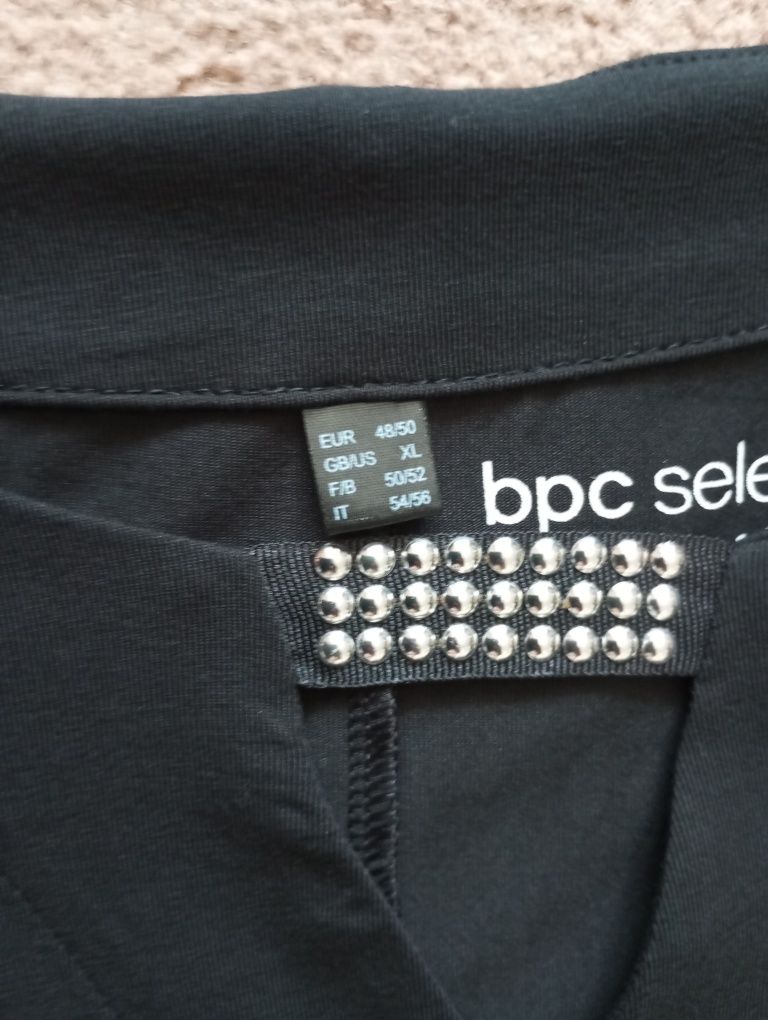 EUR 48/50
GB/US XL
F/B 50/52
IT 54/56
bpc sele